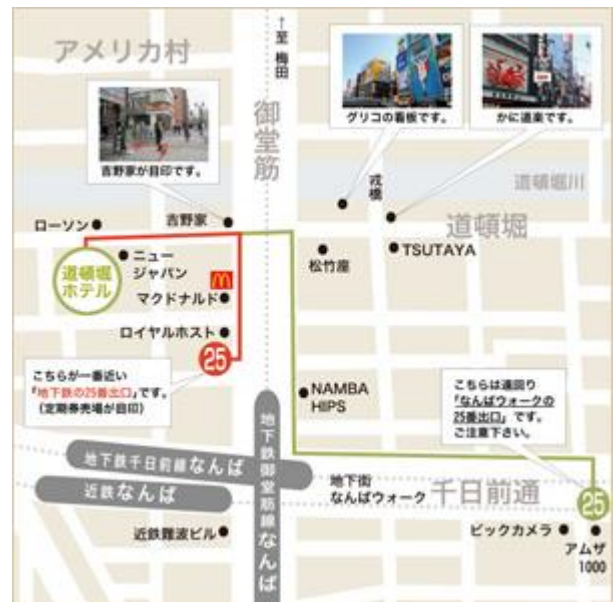 アメリカ村
↑至 梅田
御堂筋
吉野家が目印です。
グリコの看板です。
かに道楽です。
戎橋
道頓堀川
道頓堀
ローソン
吉野家
ニュー
ジャパン
道頓堀
ホテル
マクドナルド
ロイヤルホスト
25
松竹座
TSUTAYA
こちらが一番近い
「地下鉄の25番出口」です。
(定期券売場が目印)
NAMBA
HIPS
こちらは遠回り
「なんばウォークの
25番出口」です。
ご注意下さい。
地下鉄千日前線なんば
近鉄なんば
地下鉄御堂筋線なんば
地下街
なんばウォーク
千日前通
25
近鉄難波ビル
ビックカメラ
アムザ
1000